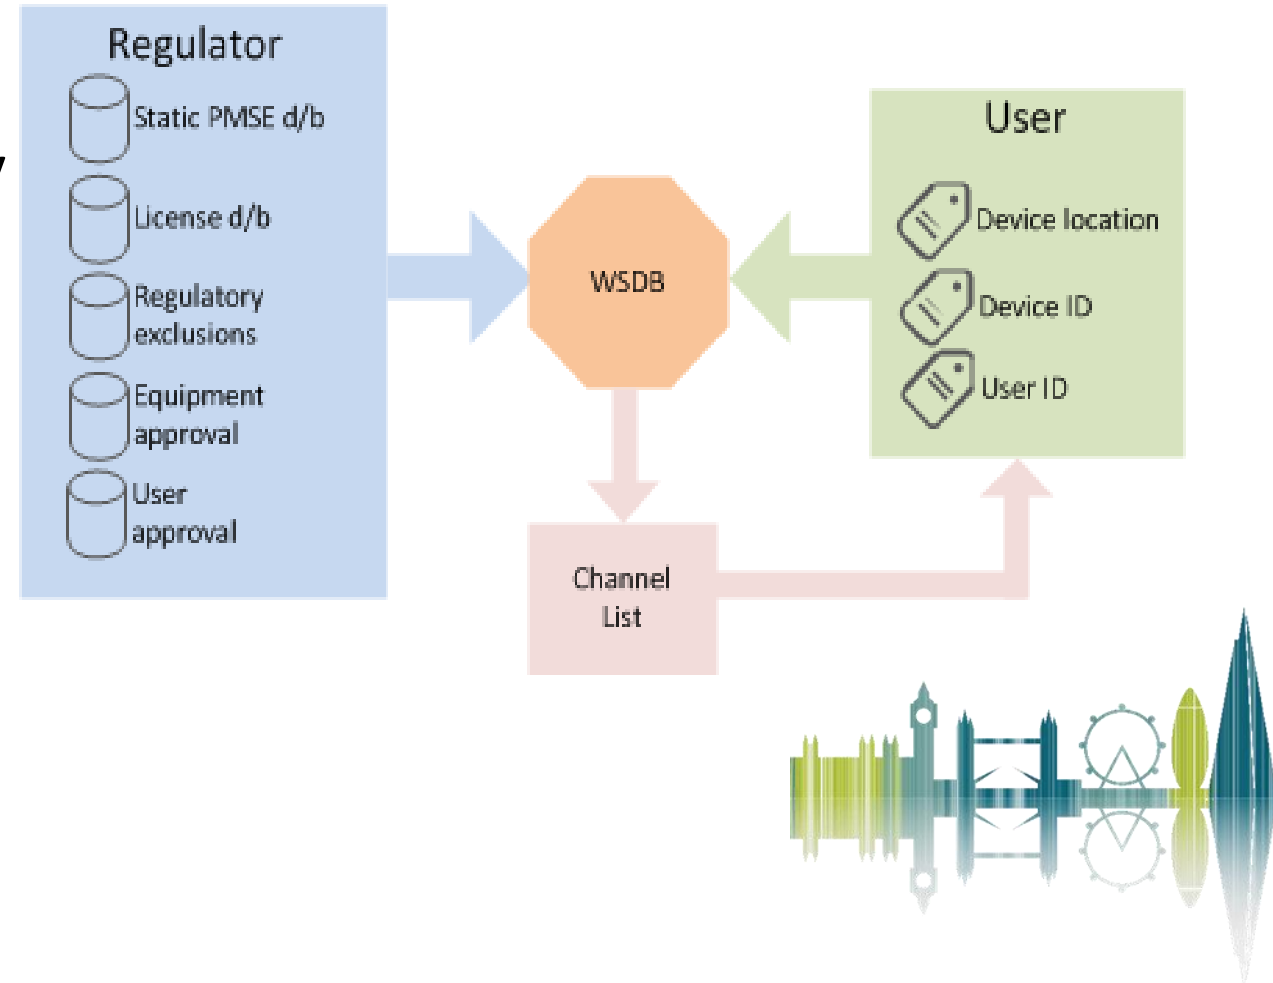 Regulator
Static PMSE d/b
License d/b
Regulatory
exclusions
Equipment
approval
User
approval
WSDB
User
Device location
Device ID
User ID
Channel
List